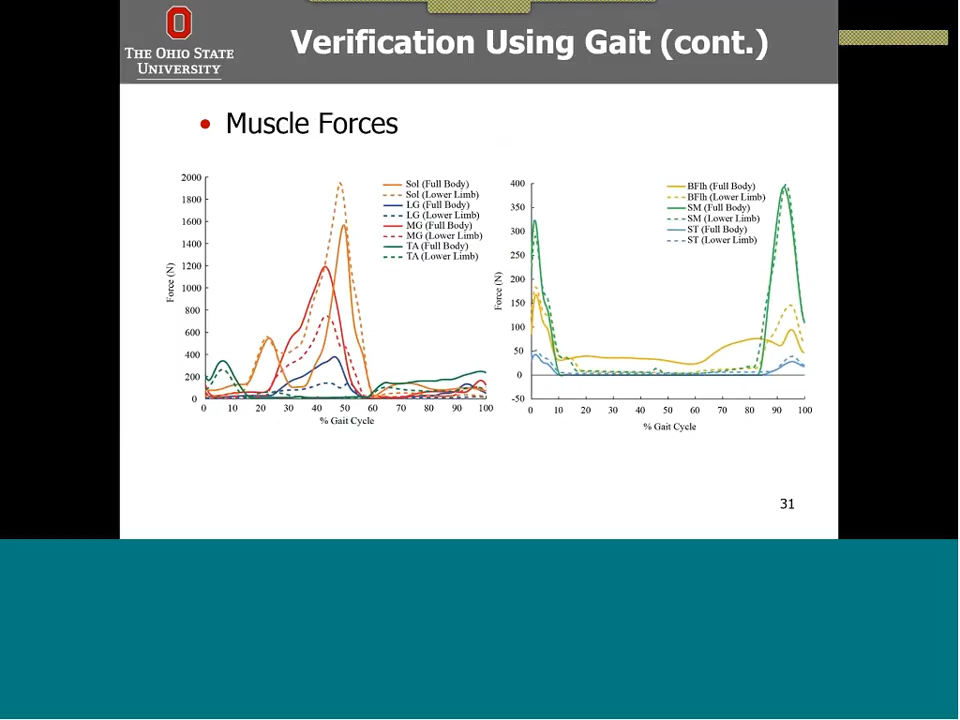 THE OHIO STATE
UNIVERSITY
Verification Using Gait (cont.)
• Muscle Forces
Force (N)
2000
1800
1600
1400
1200
1000
800
600
400
200
0
Sol (Full Body)
Sol (Lower Limb)
LG (Full Body)
LG (Lower Limb)
MG (Full Body)
MG (Lower Limb)
TA (Full Body)
TA (Lower Limb)
0 10 20 30 40 50 60 70 80 90 100
% Gait Cycle
Force (N)
400
350
300
250
200
150
100
50
0
-50
BFlh (Full Body)
BFlh (Lower Limb)
SM (Full Body)
SM (Lower Limb)
ST (Full Body)
ST (Lower Limb)
0 10 20 30 40 50 60 70 80 90 100
% Gait Cycle
31